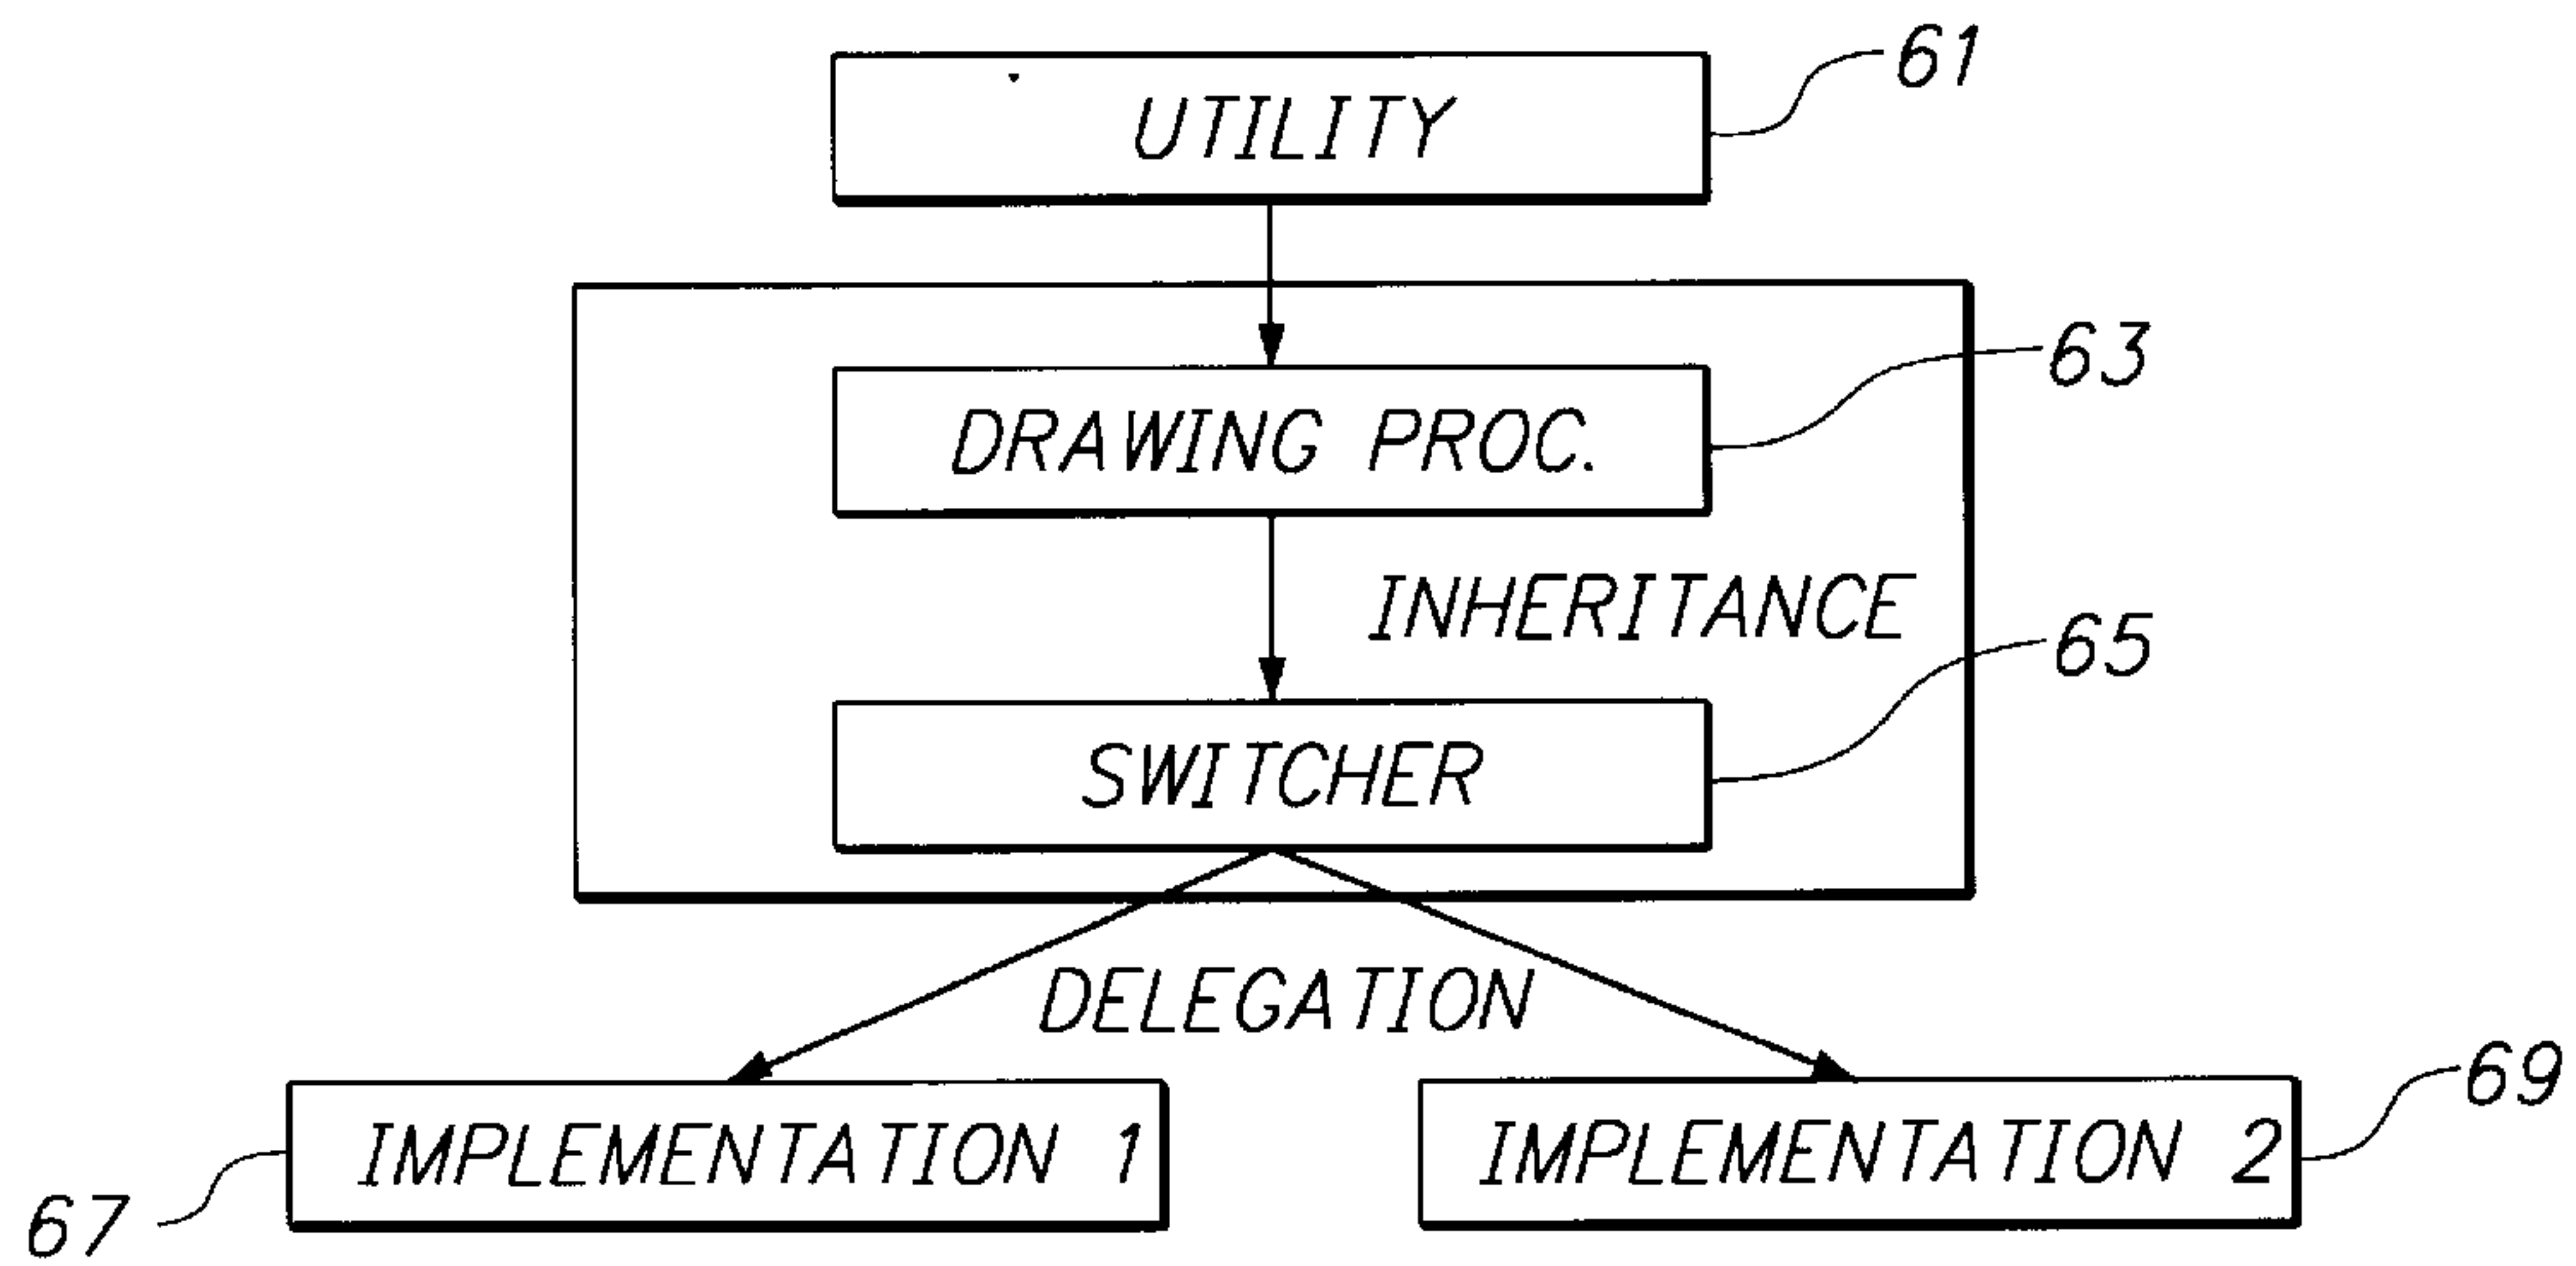 61
UTILITY
63
DRAWING PROC.
INHERITANCE
65
SWITCHER
DELEGATION
69
IMPLEMENTATION 1
IMPLEMENTATION 2
67